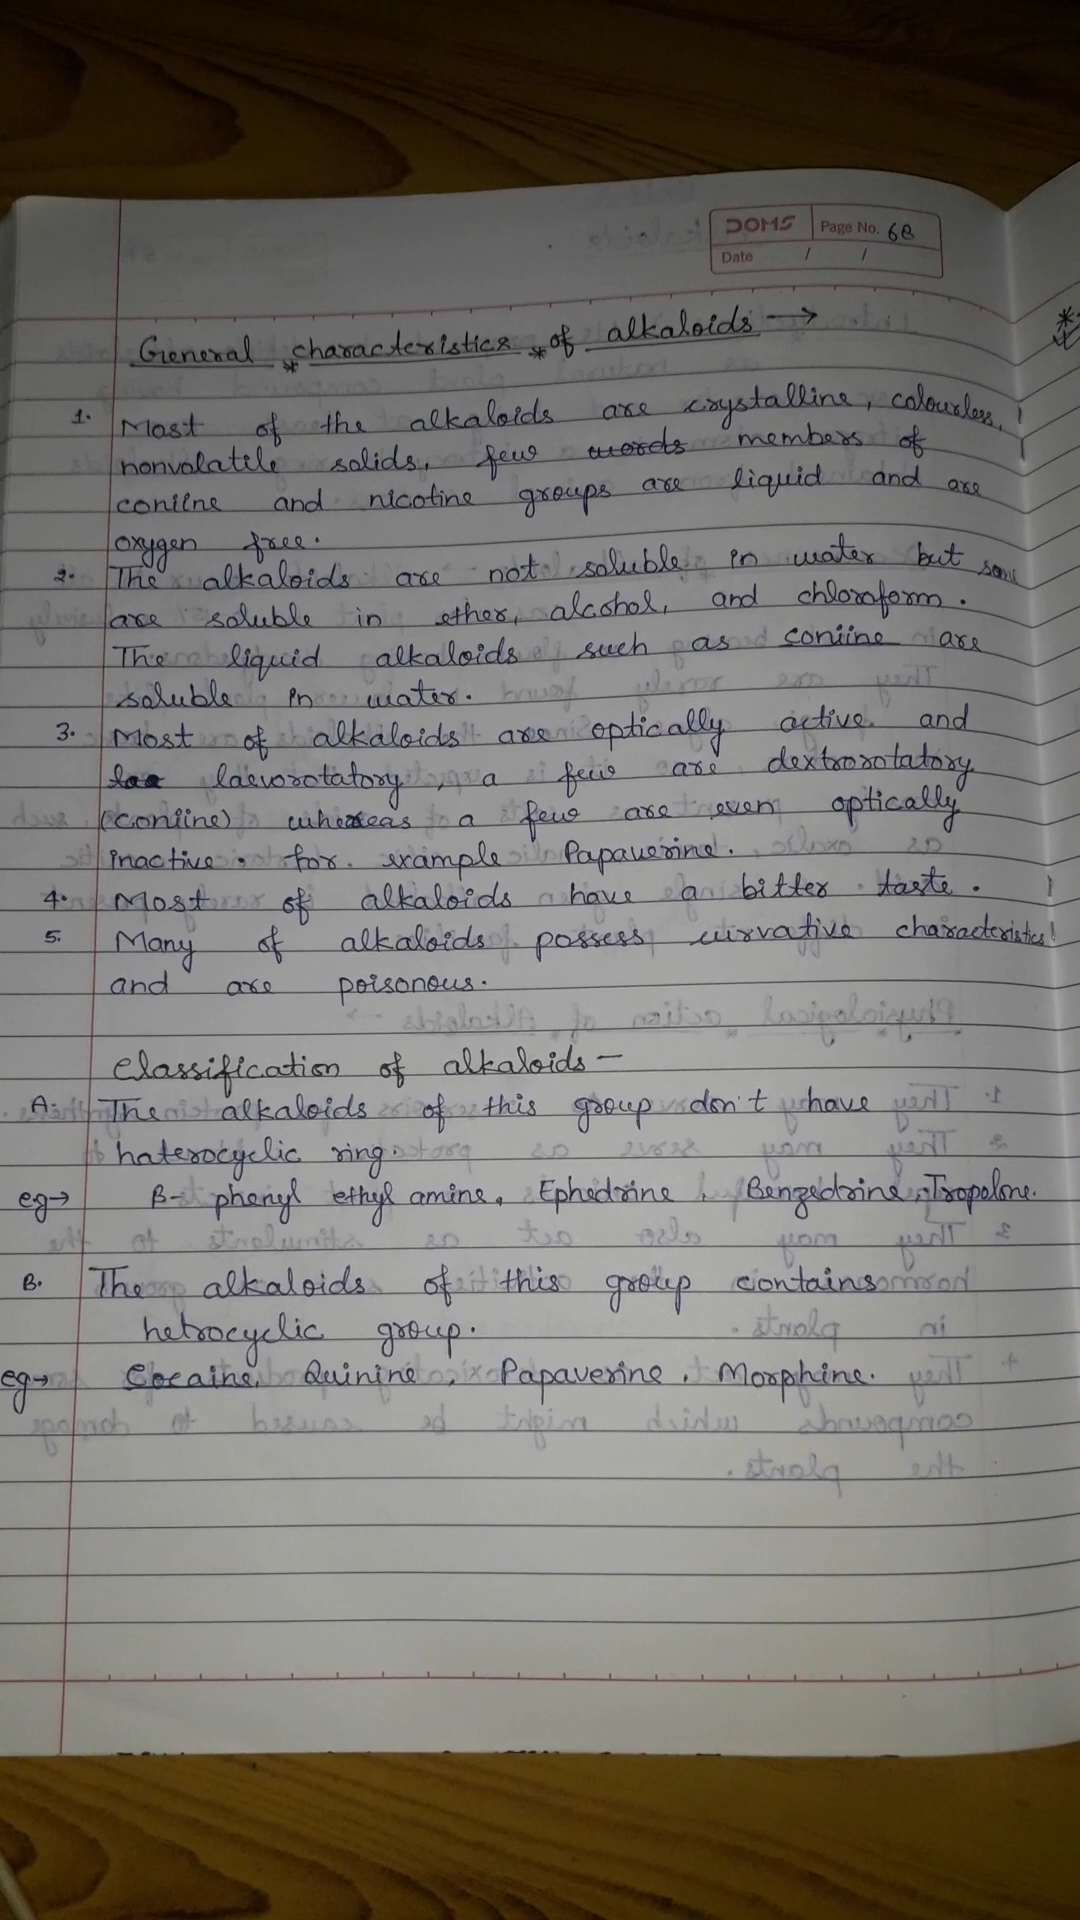 DOMS Page No. 68
Date / /
General characteristics of alkaloids →
1. Most of the alkaloids are crystalline, colourless,
nonvolatile solids, few words members of
coniine and nicotine groups are liquid and are
oxygen free.
2. The alkaloids are not soluble in water but some
are soluble in ether, alcohol, and chloroform.
The liquid alkaloids such as coniine are
soluble in water.
3. Most of alkaloids are optically active and
laevorotatory, a few are dextrorotatory
(coniine) whereas a few are even optically
inactive. for example Papaverine.
4. Most of alkaloids have a bitter taste.
5. Many of alkaloids possess curvative characteristics
and are poisonous.
Classification of alkaloids —
A. The alkaloids of this group don't have
haterocyclic ring.
eg→ β- phenyl ethyl amine, Ephedrine, Benzedrine, Tropolone.
B. The alkaloids of this group contains
hetrocyclic group.
eg→ Cocaine, Quinine, Papaverine, Morphine.